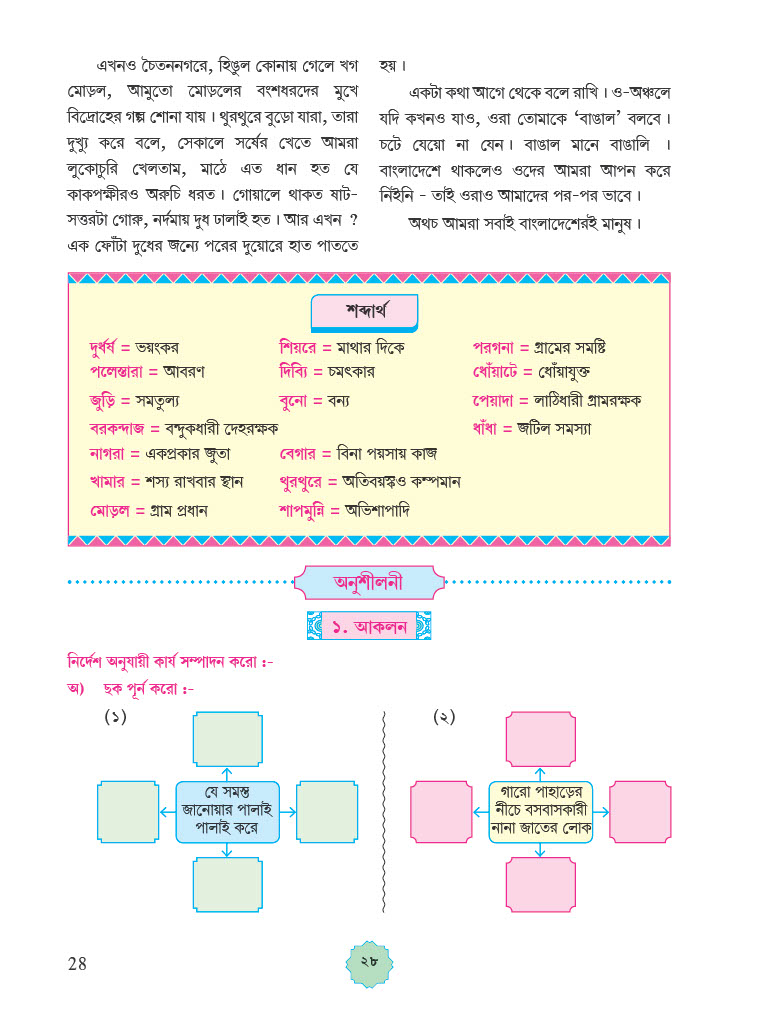 এখনও চৈতননগরে, হিঙুল কোনায় গেলে খগ
মোড়ল, আমুতো মোড়লের বংশধরদের মুখে
বিদ্রোহের গল্প শোনা যায়। থুরথুরে বুড়ো যারা, তারা
দুখ্যু করে বলে, সেকালে সর্ষের খেতে আমরা
লুকোচুরি খেলতাম, মাঠে এত ধান হত যে
কাকপক্ষীরও অরুচি ধরত। গোয়ালে থাকত ষাট-
সত্তরটা গোরু, নর্দমায় দুধ ঢালাই হত। আর এখন ?
এক ফোঁটা দুধের জন্যে পরের দুয়োরে হাত পাততে
হয়।
একটা কথা আগে থেকে বলে রাখি। ও-অঞ্চলে
যদি কখনও যাও, ওরা তোমাকে ‘বাঙাল’ বলবে।
চটে যেয়ো না যেন। বাঙাল মানে বাঙালি ।
বাংলাদেশে থাকলেও ওদের আমরা আপন করে
নিঁইনি - তাই ওরাও আমাদের পর-পর ভাবে।
অথচ আমরা সবাই বাংলাদেশেরই মানুষ।
শব্দার্থ
দুর্ধর্ষ = ভয়ংকর শিয়রে = মাথার দিকে পরগনা = গ্রামের সমষ্টি
পলেস্তারা = আবরণ দিব্যি = চমৎকার ধোঁয়াটে = ধোঁয়াযুক্ত
জুড়ি = সমতুল্য বুনো = বন্য পেয়াদা = লাঠিধারী গ্রামরক্ষক
বরকন্দাজ = বন্দুকধারী দেহরক্ষক ধাঁধা = জটিল সমস্যা
নাগরা = একপ্রকার জুতা বেগার = বিনা পয়সায় কাজ
খামার = শস্য রাখবার স্থান থুরথুরে = অতিবয়স্কও কম্পমান
মোড়ল = গ্রাম প্রধান শাপমুন্নি = অভিশাপাদি
অনুশীলনী
১. আকলন
নির্দেশ অনুযায়ী কার্য সম্পাদন করো :-
অ) ছক পূর্ন করো :-
(১)
যে সমস্ত
জানোয়ার পালাই
পালাই করে
(২)
গারো পাহাড়ের
নীচে বসবাসকারী
নানা জাতের লোক
28
২৮